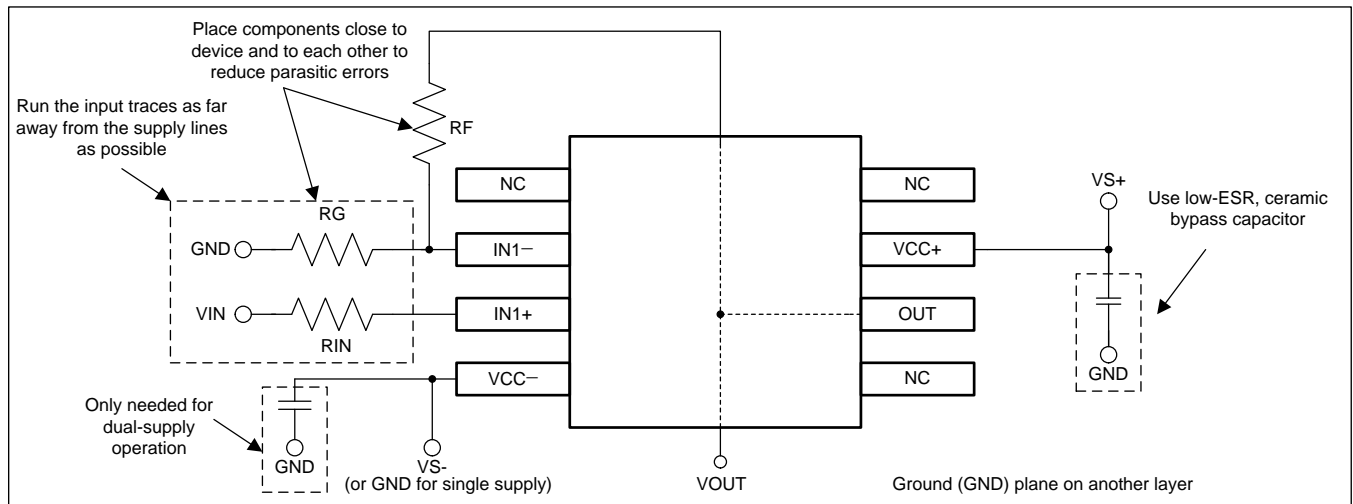 Place components close to
device and to each other to
reduce parasitic errors
Run the input traces as far
away from the supply lines
as possible
RF
NC
NC
VS+
Use low-ESR, ceramic
bypass capacitor
RG
GND
IN1−
VCC+
VIN
RIN
IN1+
OUT
VCC−
NC
GND
Only needed for
dual-supply
operation
GND
VS-
(or GND for single supply)
VOUT
Ground (GND) plane on another layer